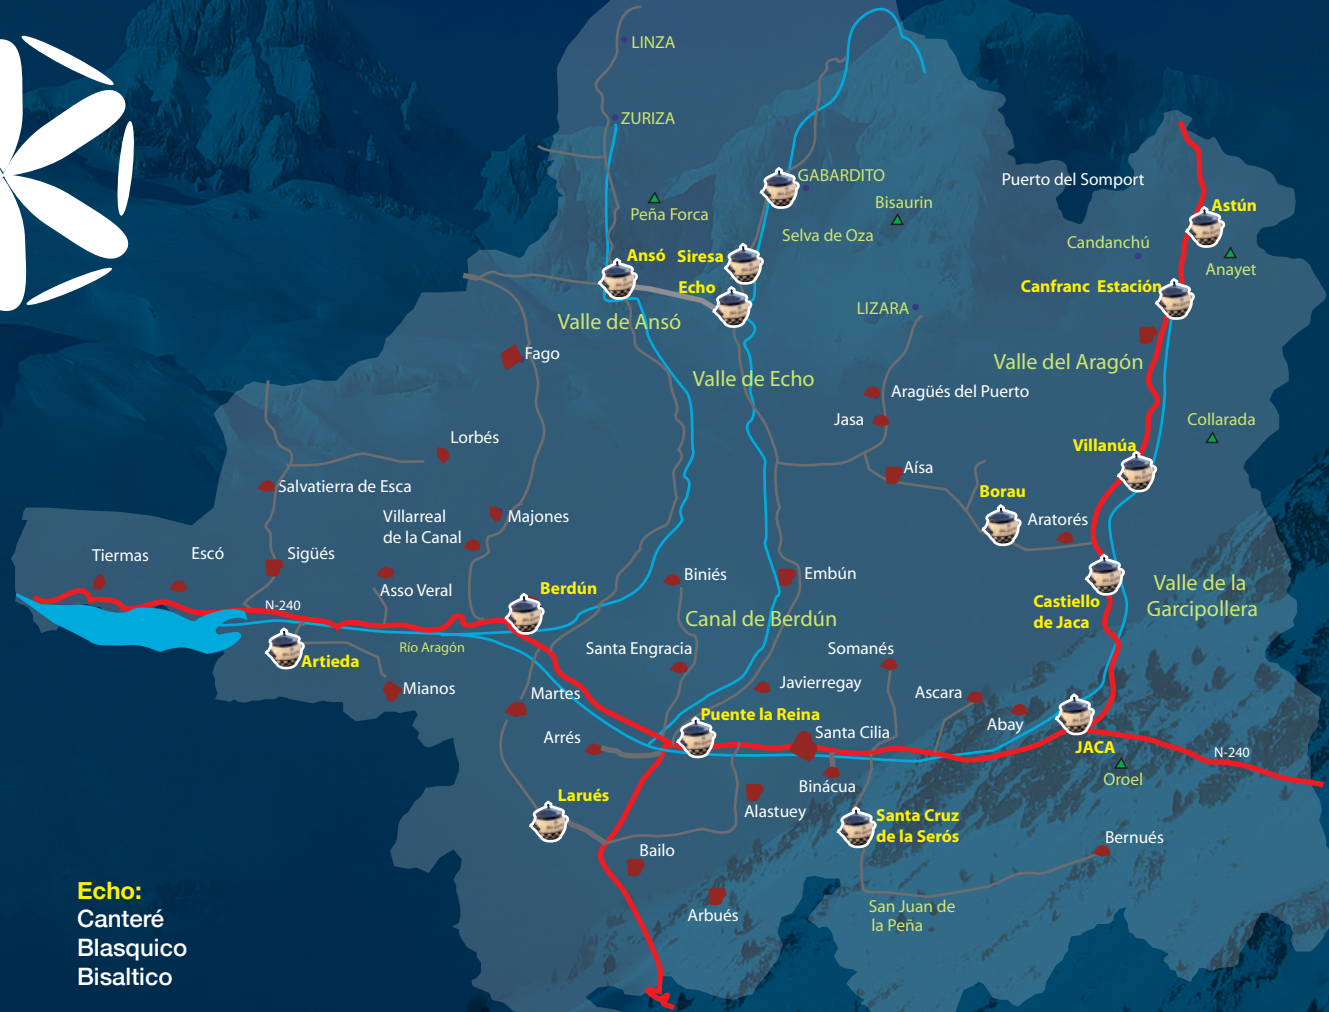 LINZA
ZURIZA
Peña Forca
GABARDITO
Bisaurin
Selva de Oza
Puerto del Somport
Astún
Candanchú
Anayet
Ansó
Siresa
Echo
Canfranc Estación
LIZARA
Valle de Ansó
Fago
Valle de Echo
Valle del Aragón
Aragüés del Puerto
Jasa
Collarada
Lorbés
Villanúa
Aísa
Salvatierra de Esca
Borau
Villarreal
de la Canal
Majones
Aratorés
Tiermas
Escó
Sigüés
Asso Veral
Berdún
Biniés
Embún
Valle de la
Garcipollera
Castiello
de Jaca
N-240
Canal de Berdún
Río Aragón
Artieda
Santa Engracia
Somanés
Mianos
Martes
Javierregay
Ascara
Abay
Puente la Reina
Arrés
Santa Cilia
JACA
N-240
Oroel
Binácua
Larués
Alastuey
Santa Cruz
de la Serós
Bernués
Bailo
Arbués
San Juan de
la Peña
Echo:
Canteré
Blasquico
Bisaltico